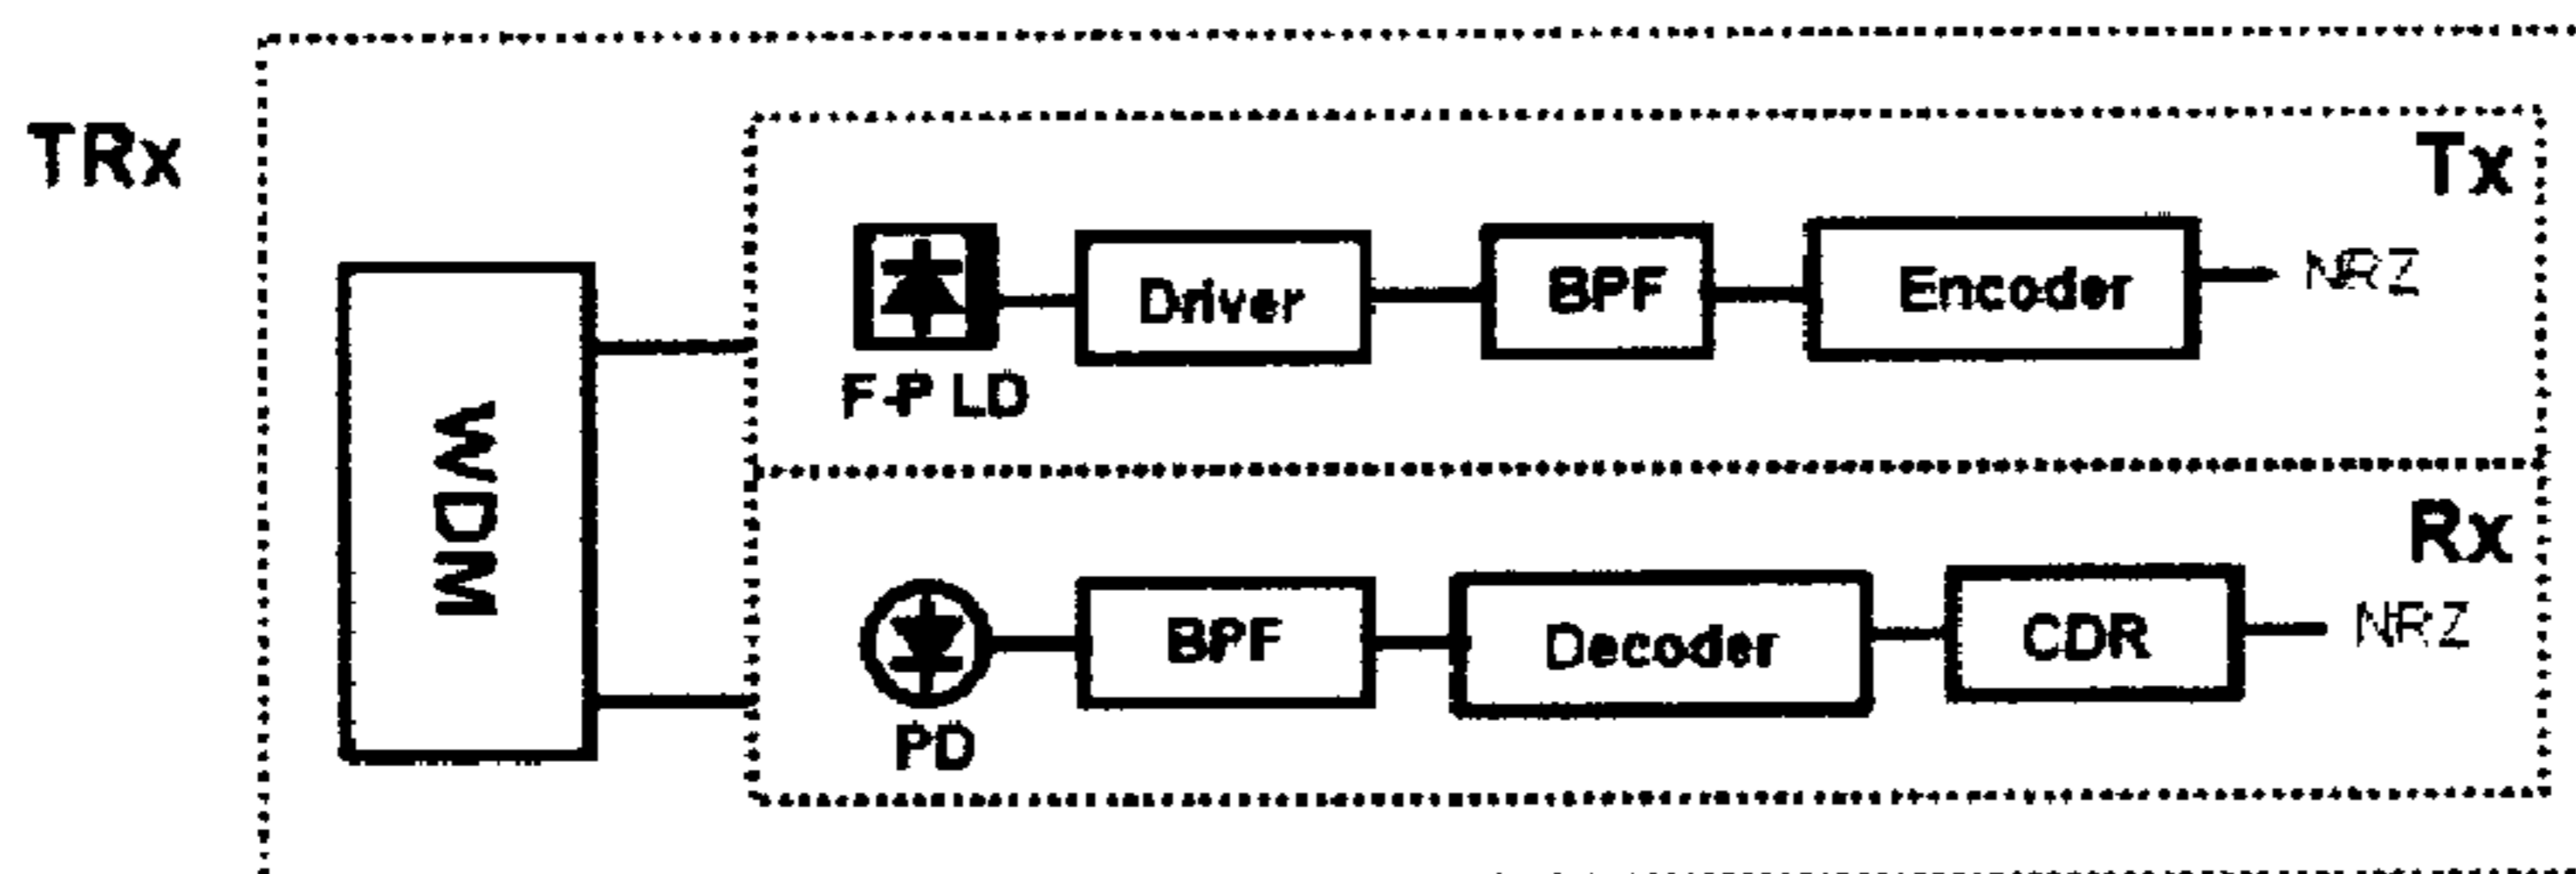 TRx
Tx
Driver
BPF
Encoder
NRZ
F-P LD
WDM
Rx
BPF
Decoder
CDR
NRZ
PD